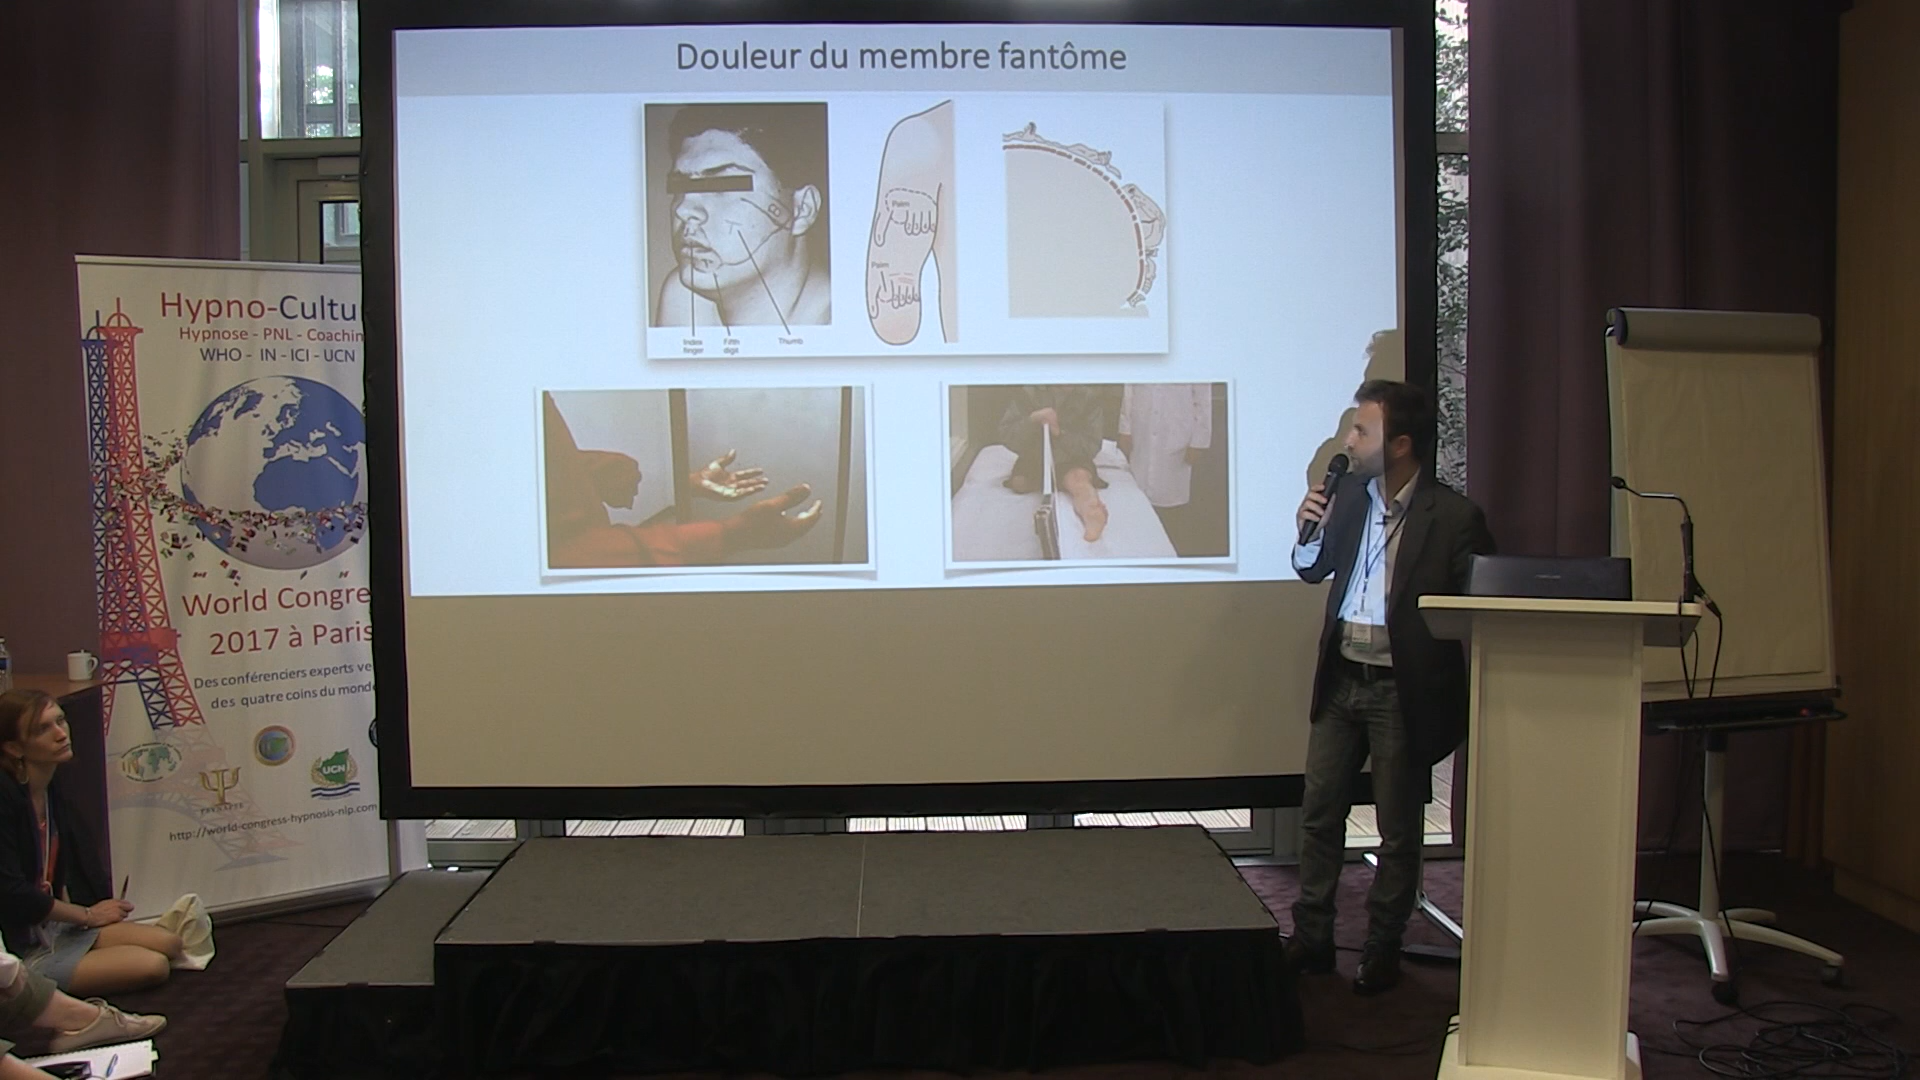 Douleur du membre fantôme
Palm
Palm
Index
finger
Fifth
digit
Thumb
Hypno-Cultu
Hypnose - PNL - Coachin
WHO - IN - ICI - UCN
World Congre
2017 à Paris
Des conférenciers experts ve
des quatre coins du monde
UCN
http://world-congress-hypnosis-nlp.com